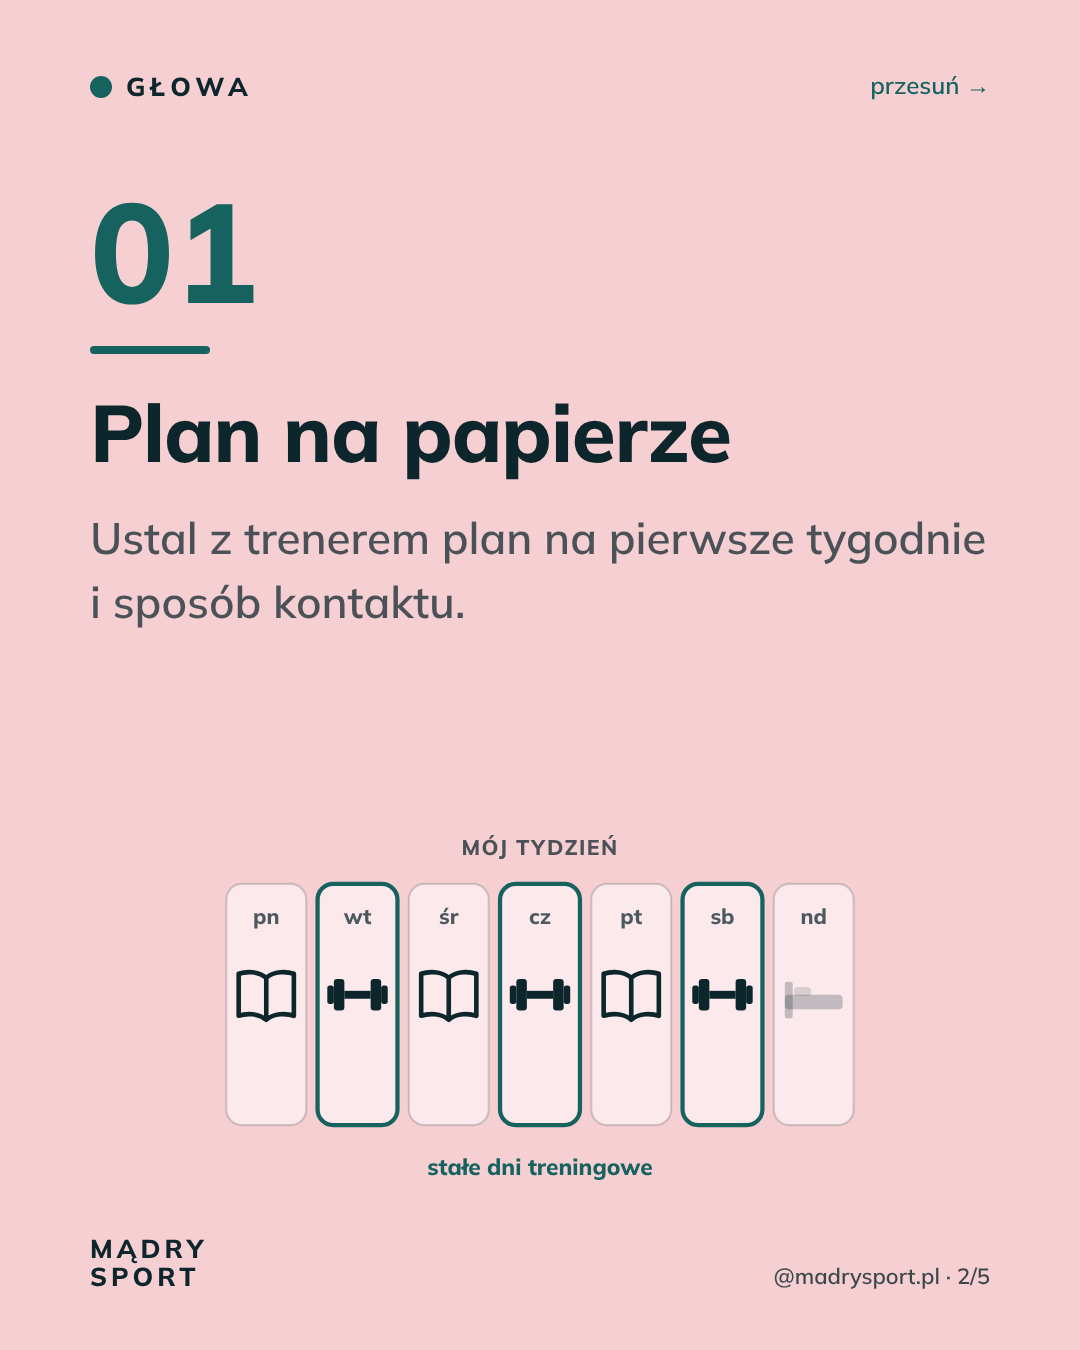 GŁOWA
przesuń →
01
Plan na papierze
Ustal z trenerem plan na pierwsze tygodnie
i sposób kontaktu.
MÓJ TYDZIEŃ
pn wt śr cz pt sb nd
stałe dni treningowe
MĄDRY
SPORT
@madrysport.pl · 2/5